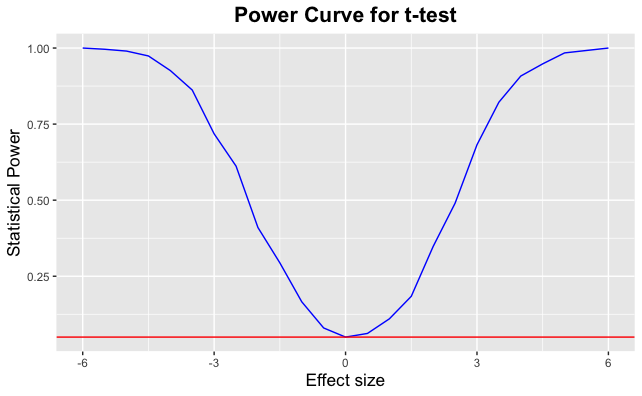 Power Curve for t-test
Statistical Power
1.00
0.75
0.50
0.25
-6 -3 0 3 6
Effect size